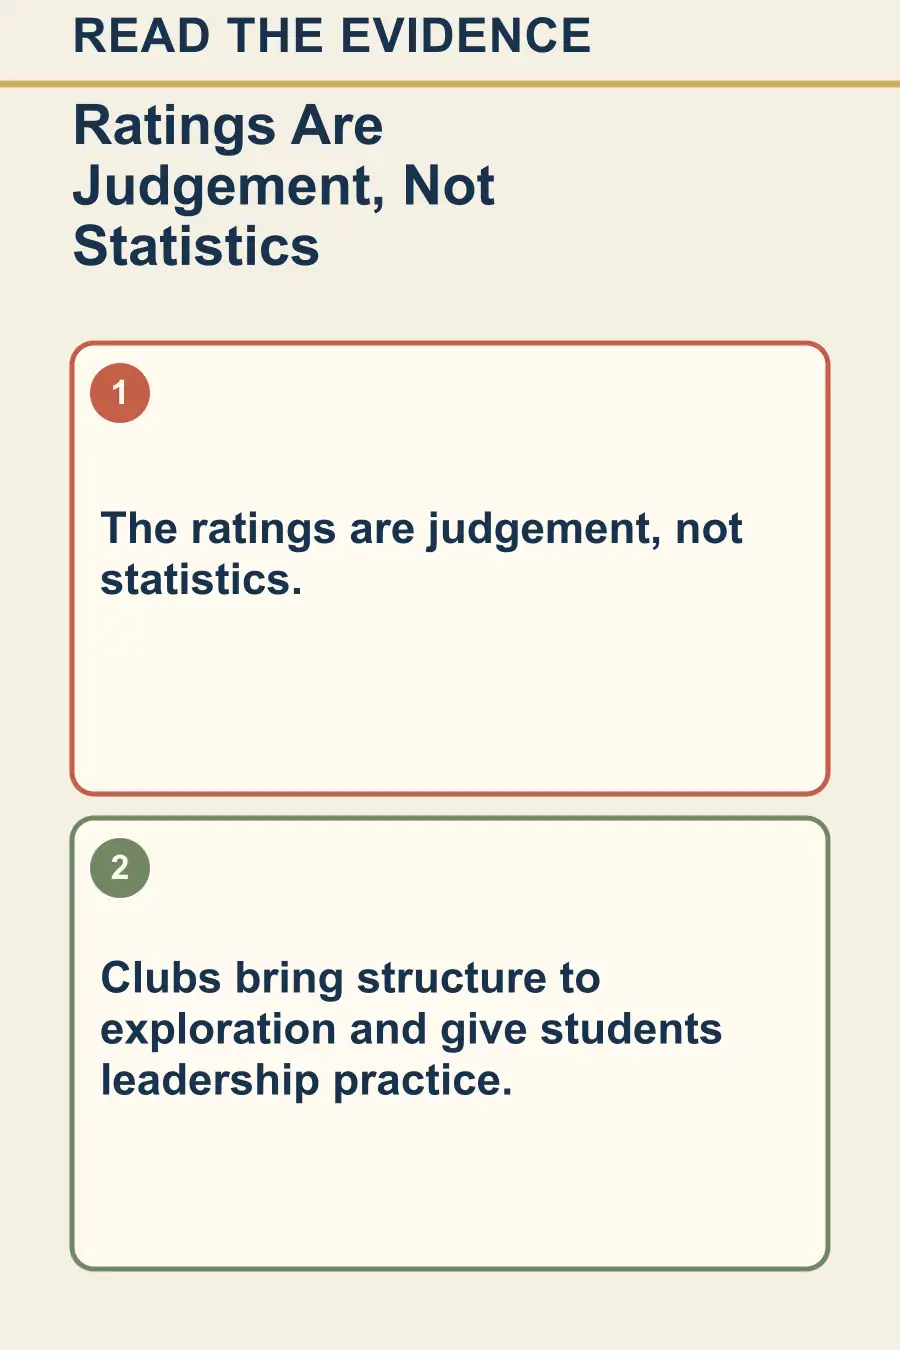 READ THE EVIDENCE
Ratings Are
Judgement, Not
Statistics
1
The ratings are judgement, not
statistics.
2
Clubs bring structure to
exploration and give students
leadership practice.